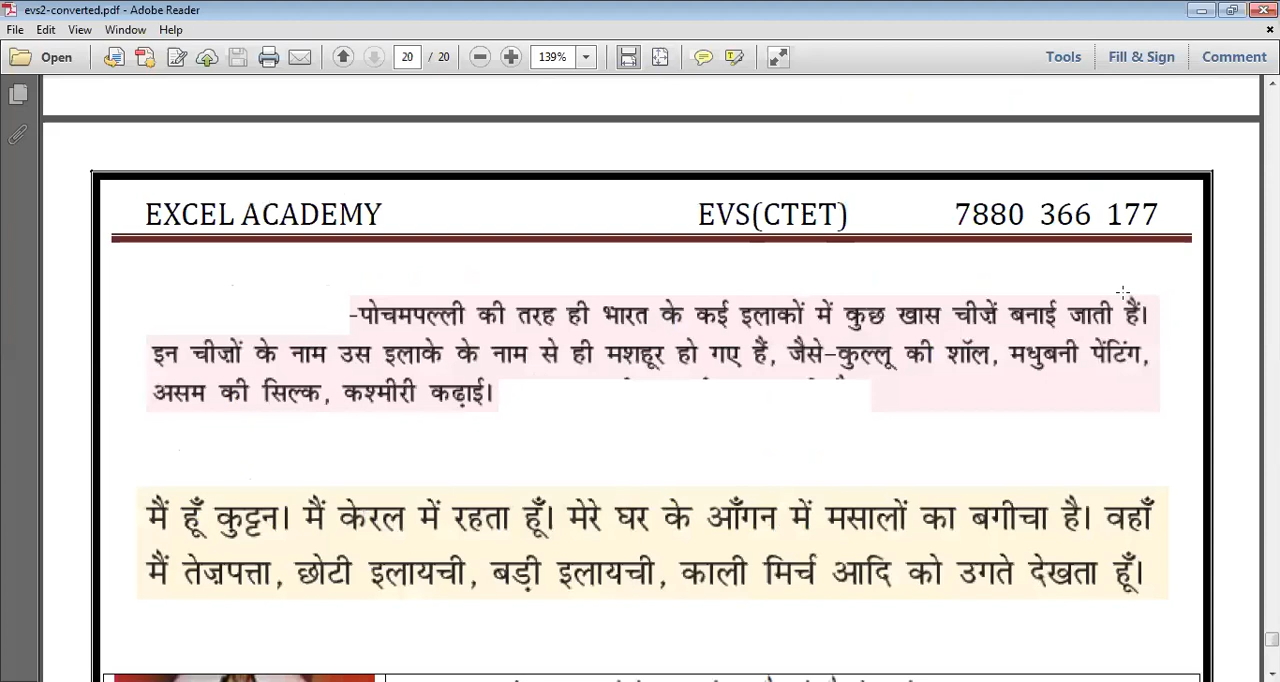 evs2-converted.pdf - Adobe Reader
File Edit View Window Help
Open 20 / 20 139% Tools Fill & Sign Comment
EXCEL ACADEMY EVS(CTET) 7880 366 177
-पोचमपल्ली की तरह ही भारत के कई इलाकों में कुछ खास चीज़ें बनाई जाती हैं।
इन चीज़ों के नाम उस इलाके के नाम से ही मशहूर हो गए हैं, जैसे-कुल्लू की शॉल, मधुबनी पेंटिंग,
असम की सिल्क, कश्मीरी कढ़ाई।
मैं हूँ कुट्टन। मैं केरल में रहता हूँ। मेरे घर के आँगन में मसालों का बगीचा है। वहाँ
मैं तेज़पत्ता, छोटी इलायची, बड़ी इलायची, काली मिर्च आदि को उगते देखता हूँ।